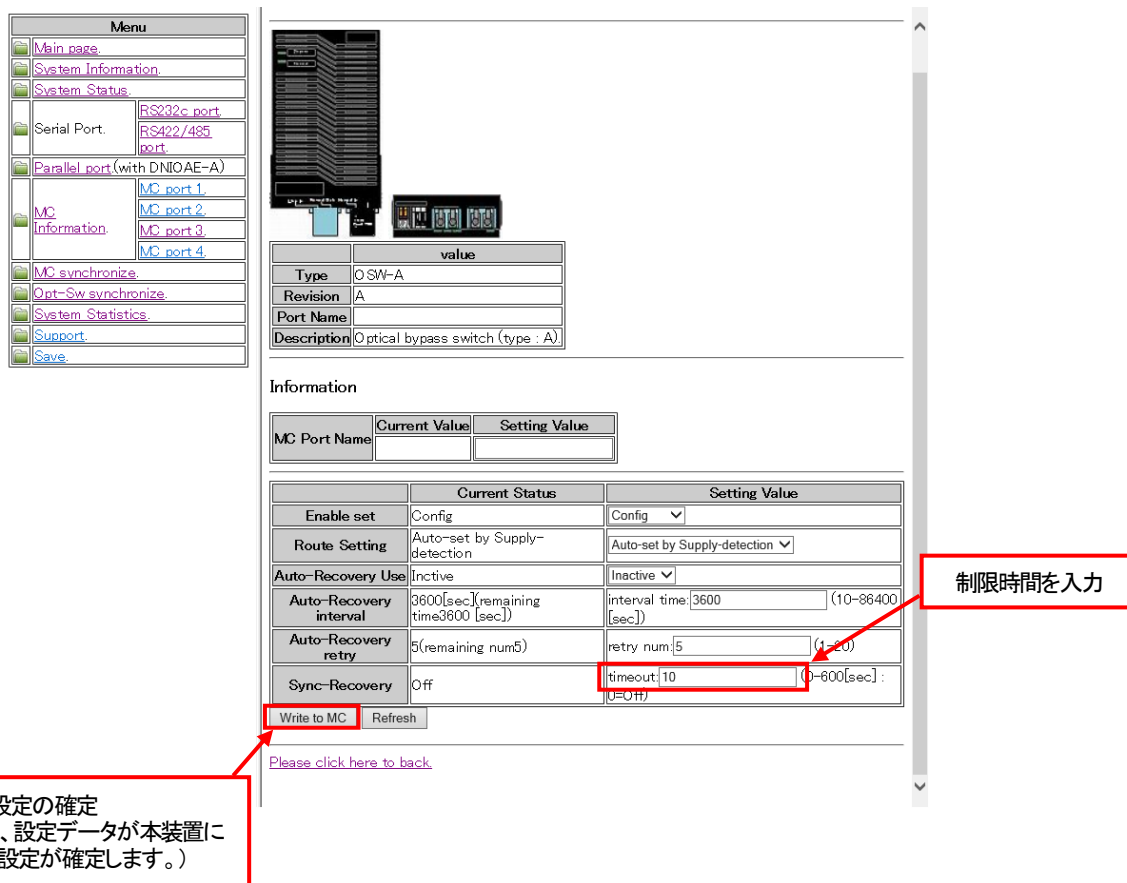 Menu
Main page.
System Information.
System Status.
Serial Port.
RS232c port.
RS422/485
port.
Parallel port.(with DNIOAE-A)
MC
Information.
MC port 1.
MC port 2.
MC port 3.
MC port 4.
MC synchronize.
Opt-Sw synchronize.
System Statistics.
Support.
Save.
value
Type OSW-A
Revision A
Port Name
Description Optical bypass switch (type : A).
Information
MC Port Name Current Value Setting Value
Current Status Setting Value
Enable set Config Config
Route Setting Auto-set by Supply-
detection Auto-set by Supply-detection
Auto-Recovery Use Inctive Inactive
Auto-Recovery
interval
3600[sec](remaining
time3600 [sec])
interval time: 3600 (10-86400
[sec])
Auto-Recovery
retry
5(remaining num5) retry num: 5 (1-20)
Sync-Recovery Off timeout: 10 (0-600[sec] :
0=Off)
Write to MC Refresh
Please click here to back.
制限時間を入力
設定の確定
、設定データが本装置に
設定が確定します。）